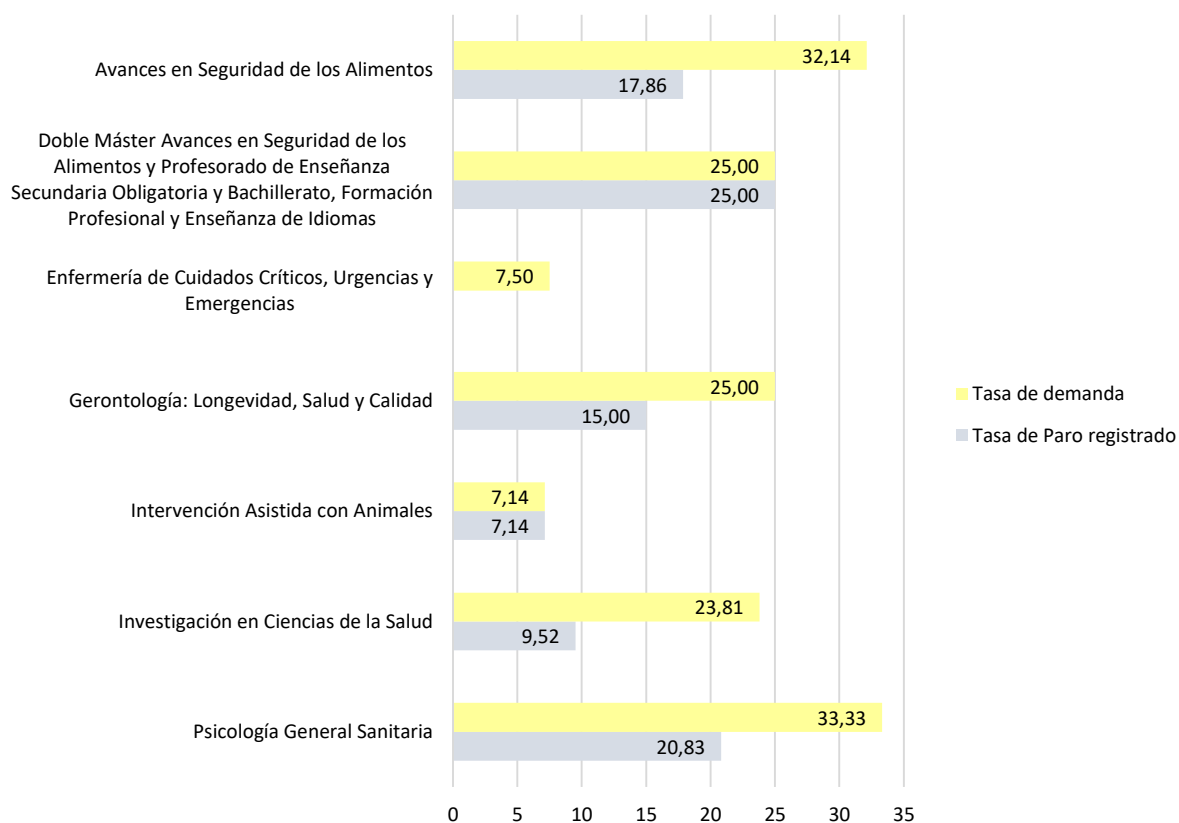 32,14
Avances en Seguridad de los Alimentos
17,86
Doble Máster Avances en Seguridad de los
Alimentos y Profesorado de Enseñanza
Secundaria Obligatoria y Bachillerato, Formación
Profesional y Enseñanza de Idiomas
25,00
25,00
Enfermería de Cuidados Críticos, Urgencias y
Emergencias
7,50
25,00
Gerontología: Longevidad, Salud y Calidad
15,00
Tasa de demanda
Tasa de Paro registrado
7,14
Intervención Asistida con Animales
7,14
23,81
Investigación en Ciencias de la Salud
9,52
33,33
Psicología General Sanitaria
20,83
0 5 10 15 20 25 30 35